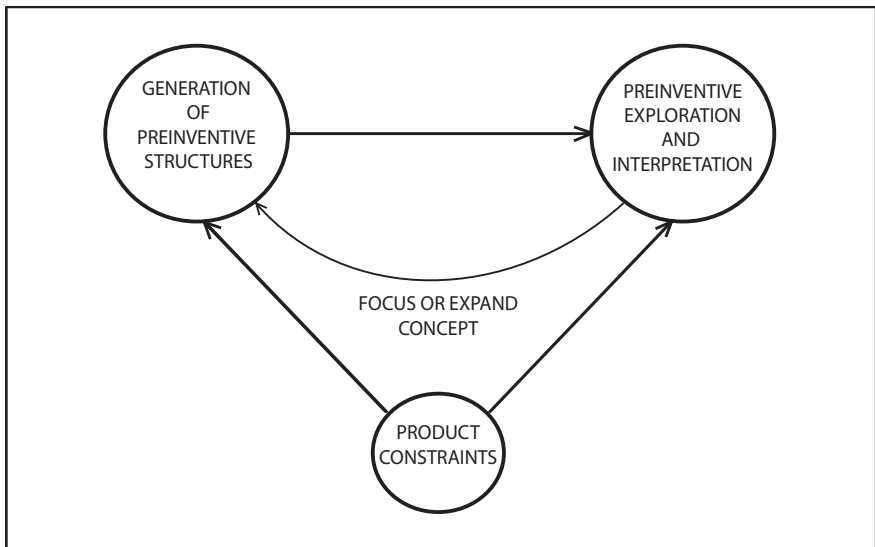 GENERATION
OF
PREINVENTIVE
STRUCTURES
PREINVENTIVE
EXPLORATION
AND
INTERPRETATION
FOCUS OR EXPAND
CONCEPT
PRODUCT
CONSTRAINTS